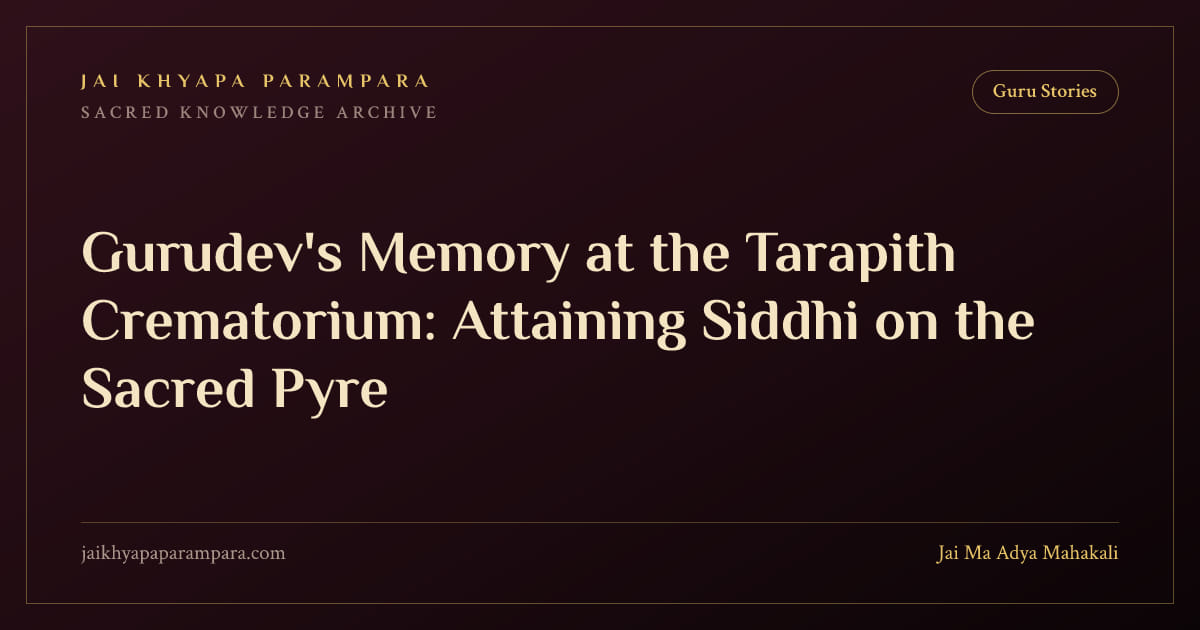 JAI KHYAPA PARAMPARA
SACRED KNOWLEDGE ARCHIVE
Guru Stories
Gurudev's Memory at the Tarapith
Crematorium: Attaining Siddhi on the
Sacred Pyre
jaikhyapaparampara.com
Jai Ma Adya Mahakali